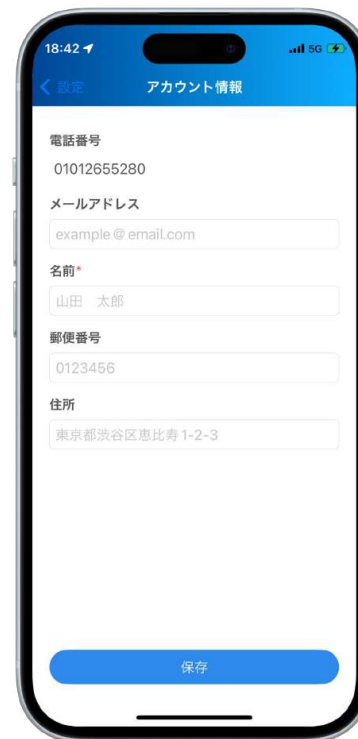 18:42
5G
設定
アカウント情報
電話番号
01012655280
メールアドレス
example@email.com
名前*
山田　太郎
郵便番号
0123456
住所
東京都渋谷区恵比寿1-2-3
保存